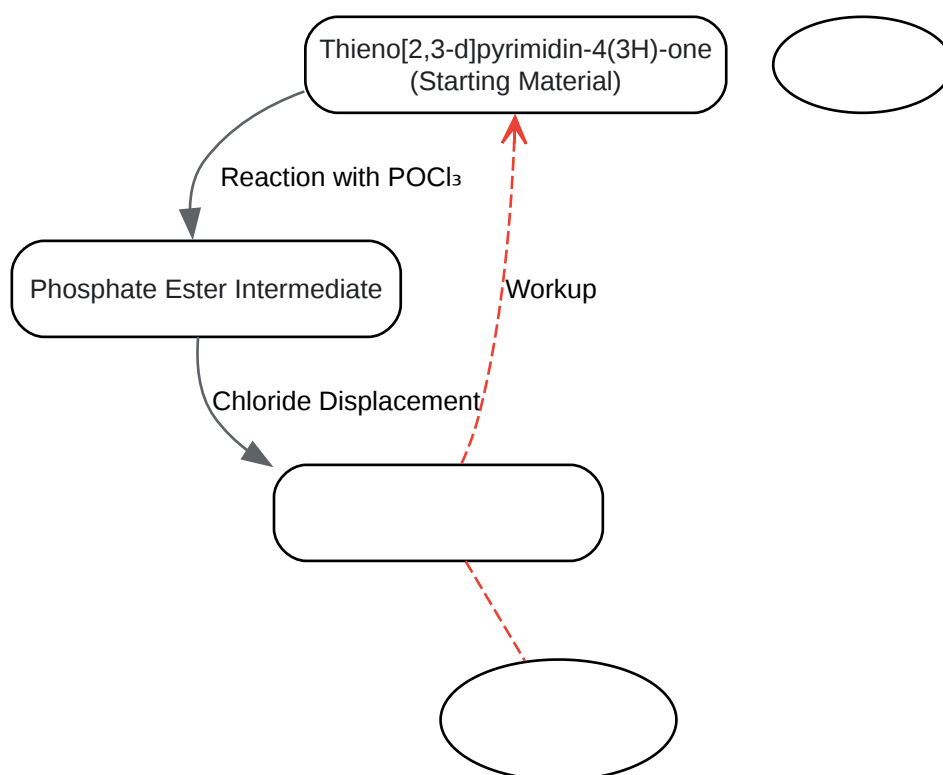 Thieno[2,3-d]pyrimidin-4(3H)-one
(Starting Material)
Reaction with POCl₃
Phosphate Ester Intermediate
Workup
Chloride Displacement